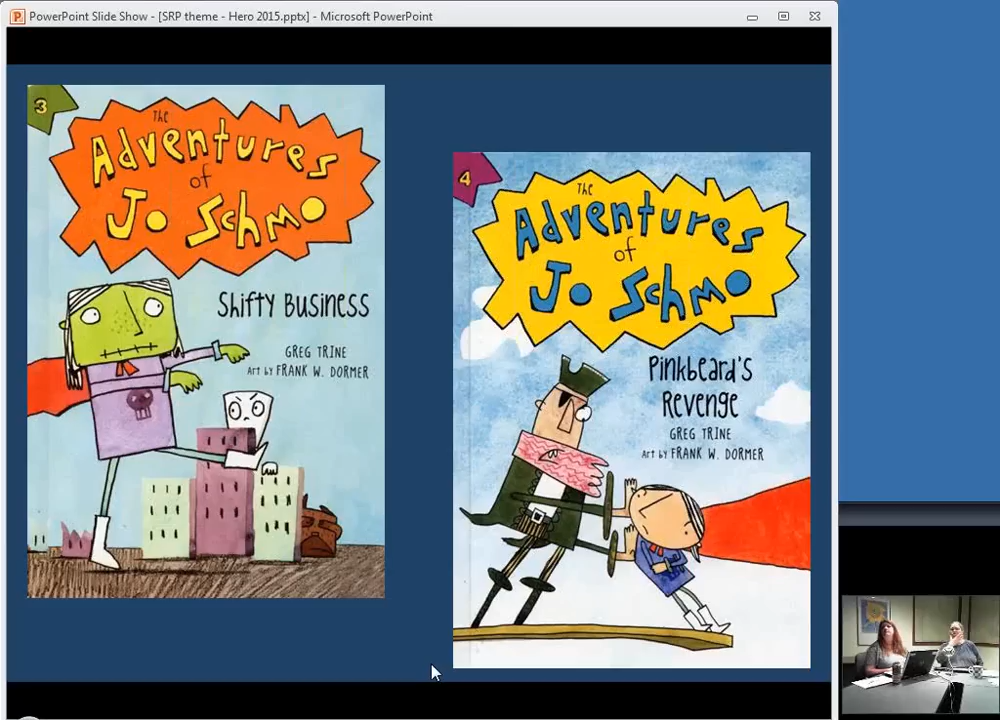 PowerPoint Slide Show - [SRP theme - Hero 2015.pptx] - Microsoft PowerPoint
3
The
Adventures
of
Jo Schmo
Shifty Business
GREG TRINE
Art by FRANK W. DORMER
4
The
Adventures
of
Jo Schmo
Pinkbeard's
Revenge
GREG TRINE
Art by FRANK W. DORMER